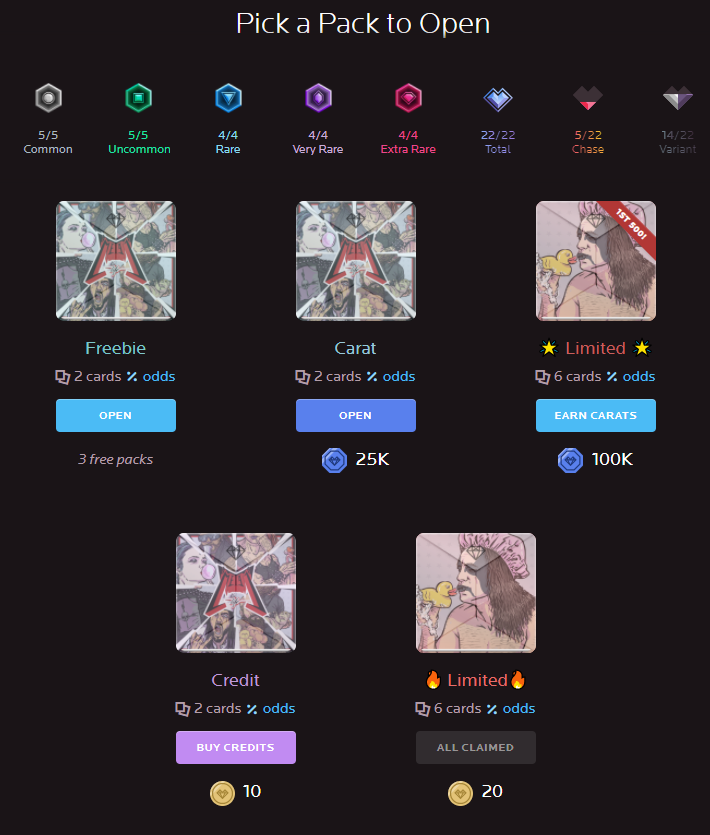 Pick a Pack to Open
5/5 5/5 4/4 4/4 4/4 22/22 5/22 14/22
Common Uncommon Rare Very Rare Extra Rare Total Chase Variant
1ST 500!
Freebie Carat Limited
2 cards odds 2 cards odds 6 cards odds
OPEN OPEN EARN CARATS
3 free packs 25K 100K
Credit Limited
2 cards odds 6 cards odds
BUY CREDITS ALL CLAIMED
10 20